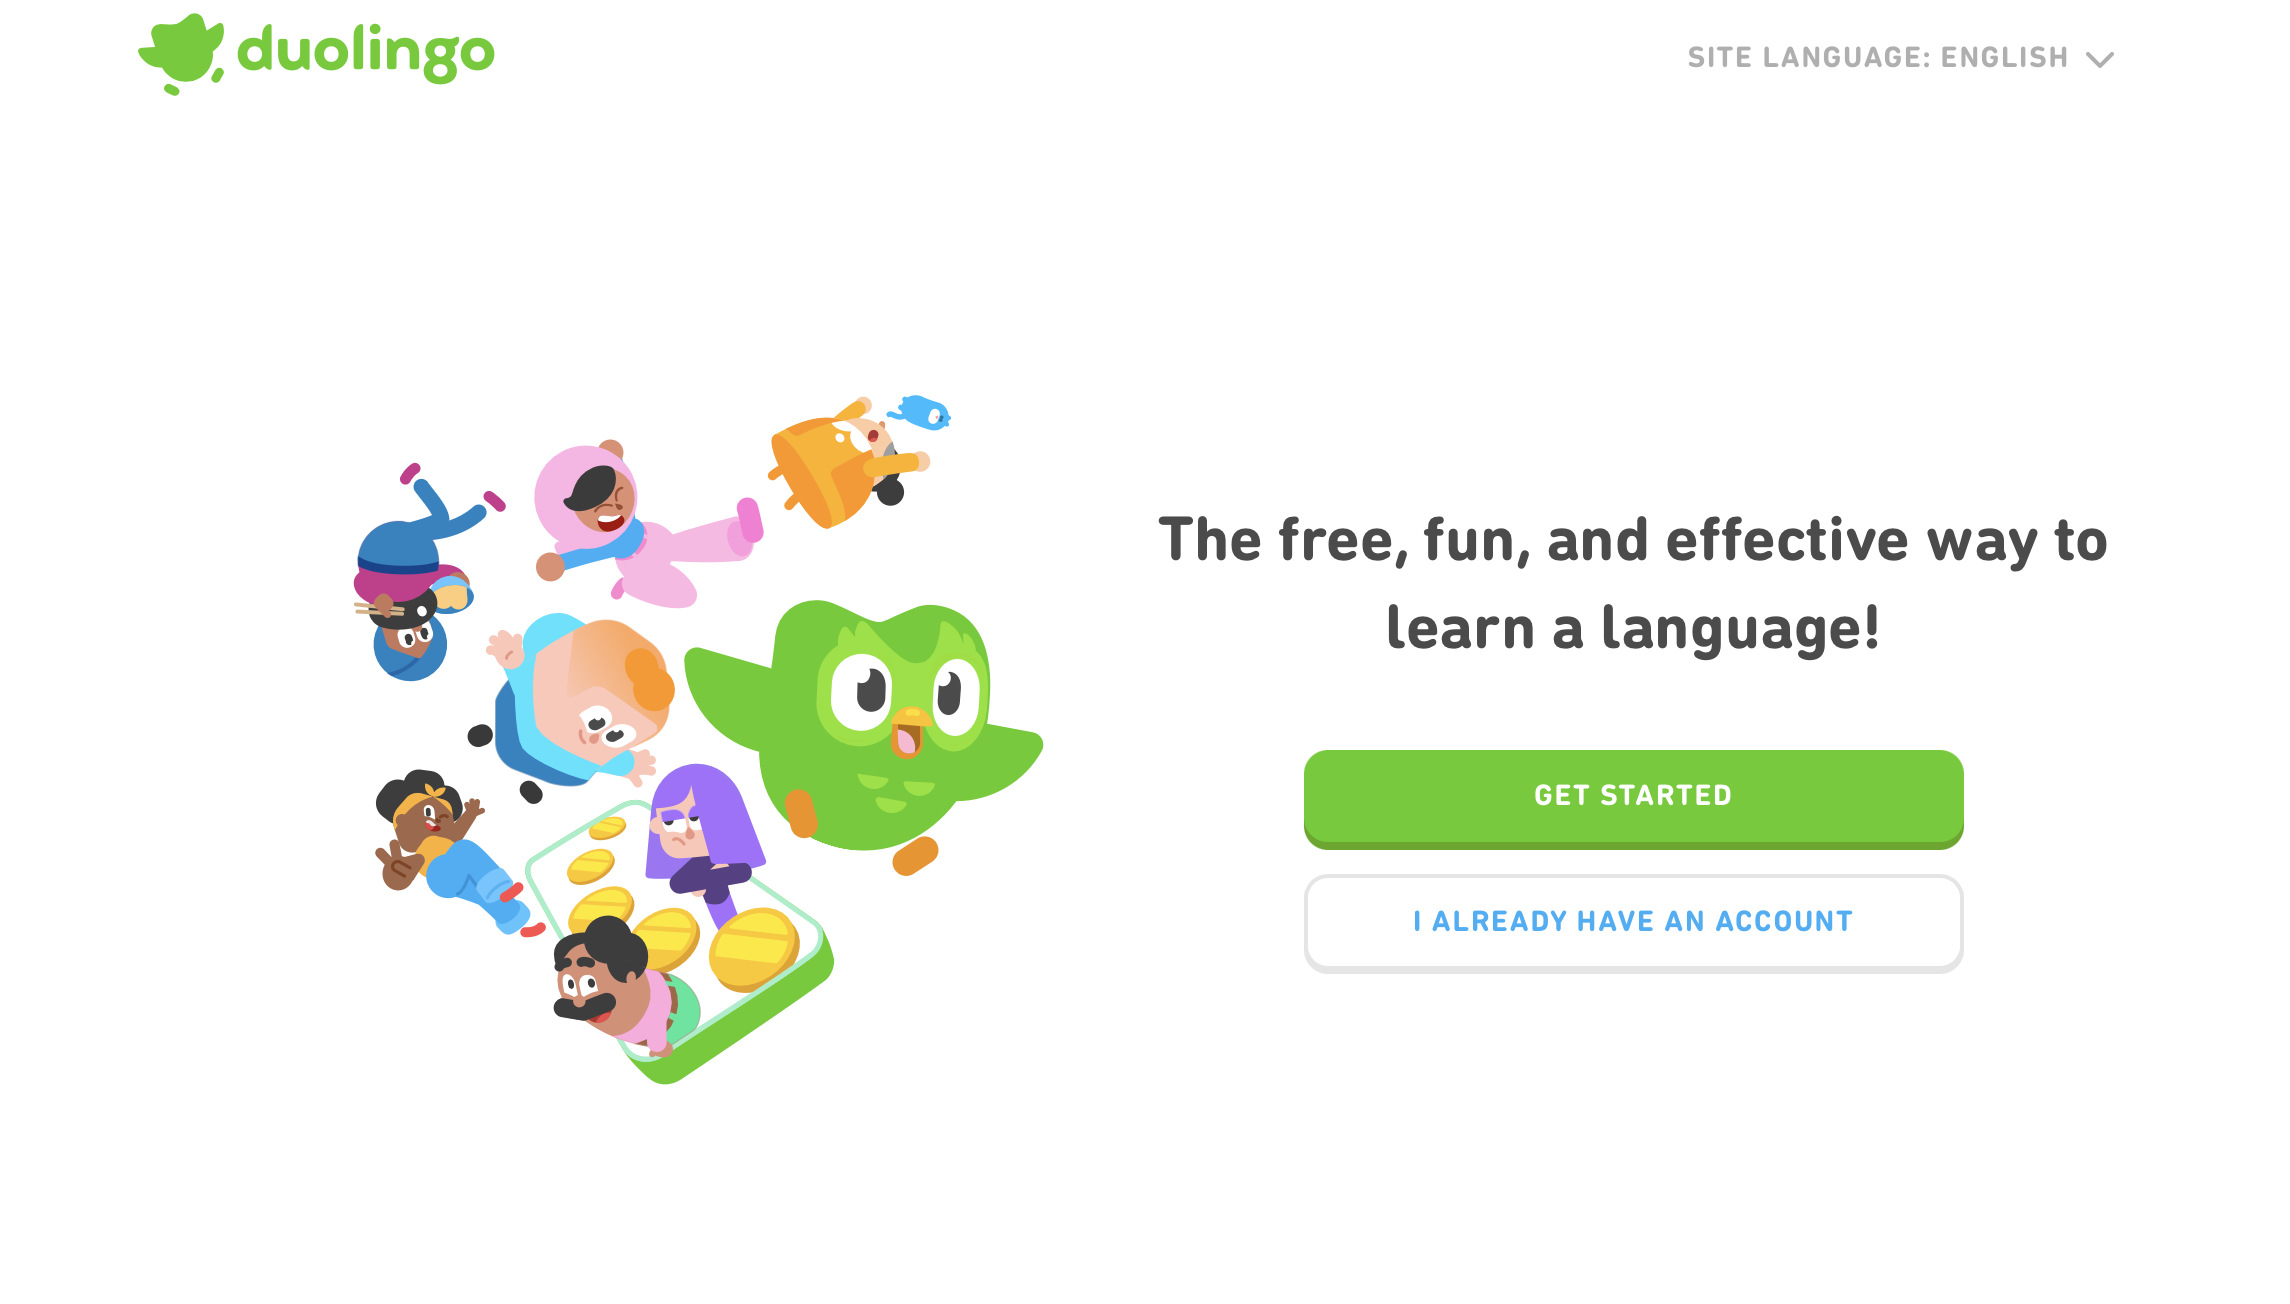 duolingo
SITE LANGUAGE: ENGLISH
The free, fun, and effective way to
learn a language!
GET STARTED
I ALREADY HAVE AN ACCOUNT